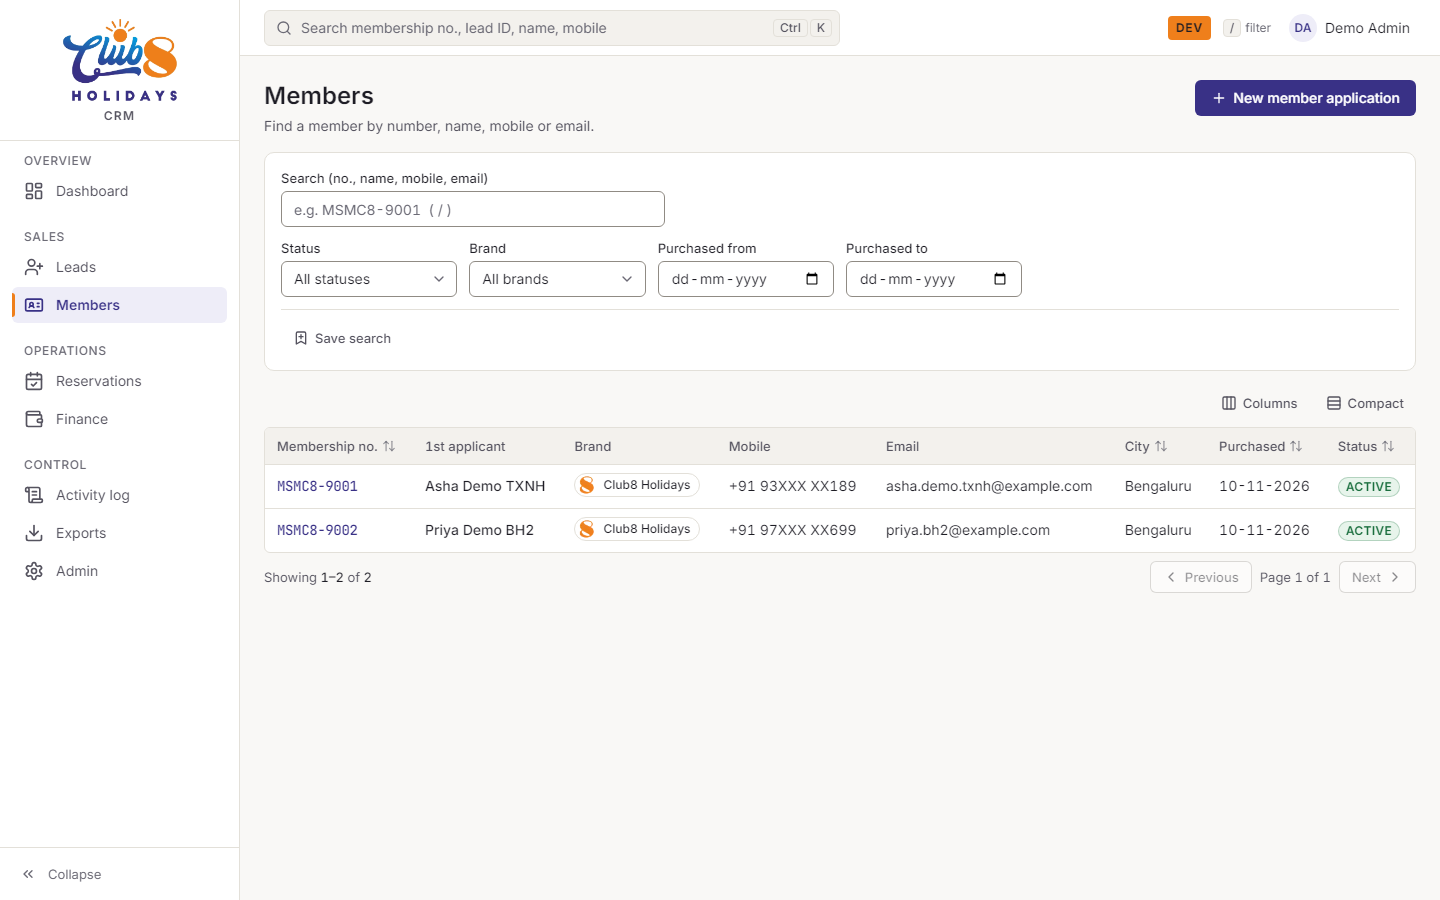 Club8
HOLIDAYS
CRM
Search membership no., lead ID, name, mobile
Ctrl K
DEV
/ filter
DA
Demo Admin
OVERVIEW
Dashboard
SALES
Leads
Members
OPERATIONS
Reservations
Finance
CONTROL
Activity log
Exports
Admin
Collapse
Members
Find a member by number, name, mobile or email.
New member application
Search (no., name, mobile, email)
e.g. MSMC8-9001 ( / )
Status Brand Purchased from Purchased to
All statuses All brands dd-mm-yyyy dd-mm-yyyy
Save search
Columns Compact
Membership no. 1st applicant Brand Mobile Email City Purchased Status
MSMC8-9001 Asha Demo TXNH Club8 Holidays +91 93XXX XX189 asha.demo.txnh@example.com Bengaluru 10-11-2026 ACTIVE
MSMC8-9002 Priya Demo BH2 Club8 Holidays +91 97XXX XX699 priya.bh2@example.com Bengaluru 10-11-2026 ACTIVE
Showing 1–2 of 2
Previous Page 1 of 1 Next